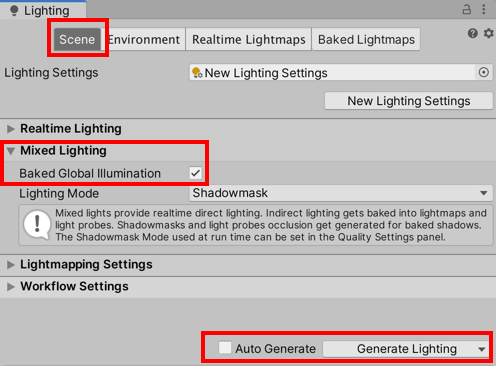 Lighting
Scene Environment Realtime Lightmaps Baked Lightmaps
Lighting Settings New Lighting Settings
New Lighting Settings
Realtime Lighting
Mixed Lighting
Baked Global Illumination
Lighting Mode Shadowmask
Mixed lights provide realtime direct lighting. Indirect lighting gets baked into lightmaps and
light probes. Shadowmasks and light probes occlusion get generated for baked shadows.
The Shadowmask Mode used at run time can be set in the Quality Settings panel.
Lightmapping Settings
Workflow Settings
Auto Generate Generate Lighting